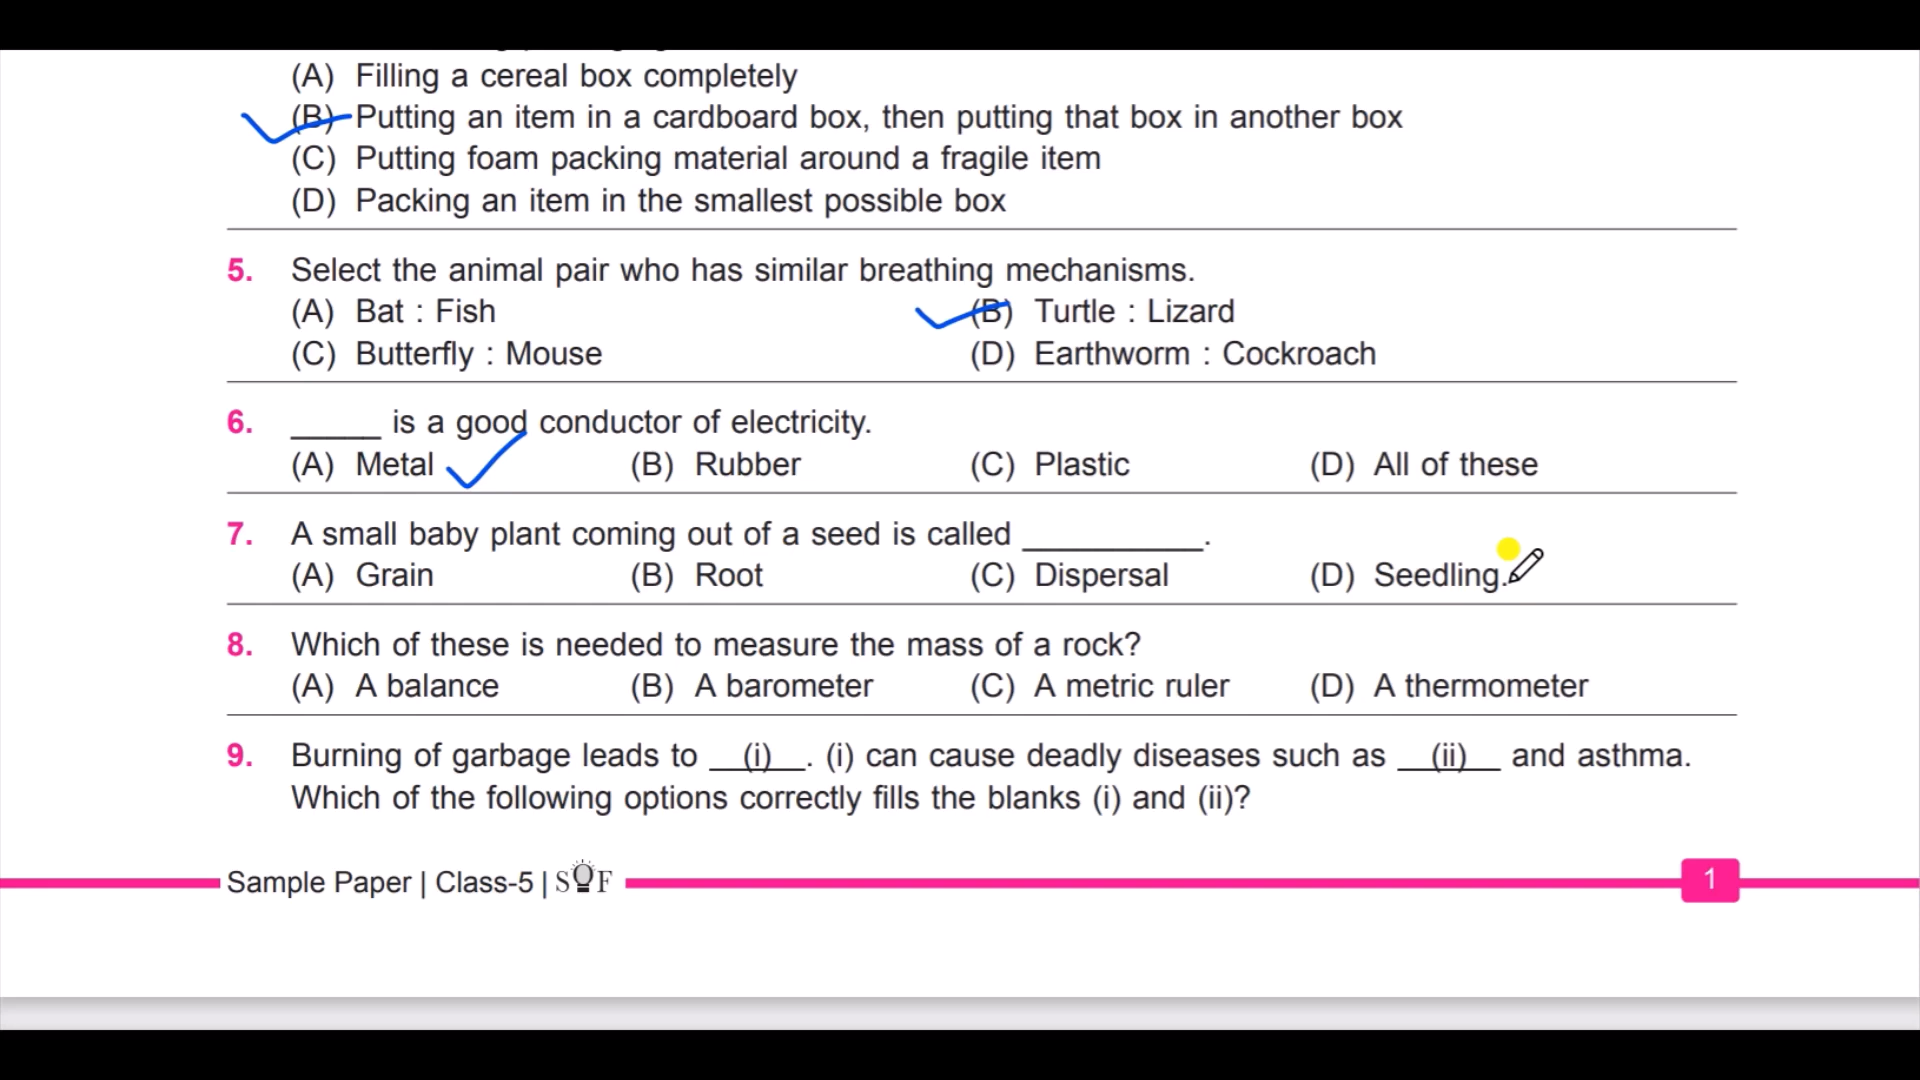 (A) Filling a cereal box completely
(B) Putting an item in a cardboard box, then putting that box in another box
(C) Putting foam packing material around a fragile item
(D) Packing an item in the smallest possible box
5. Select the animal pair who has similar breathing mechanisms.
(A) Bat : Fish (B) Turtle : Lizard
(C) Butterfly : Mouse (D) Earthworm : Cockroach
6. _____ is a good conductor of electricity.
(A) Metal (B) Rubber (C) Plastic (D) All of these
7. A small baby plant coming out of a seed is called __________.
(A) Grain (B) Root (C) Dispersal (D) Seedling.
8. Which of these is needed to measure the mass of a rock?
(A) A balance (B) A barometer (C) A metric ruler (D) A thermometer
9. Burning of garbage leads to __(i)__. (i) can cause deadly diseases such as __(ii)__ and asthma.
Which of the following options correctly fills the blanks (i) and (ii)?
Sample Paper | Class-5 | SOF
1